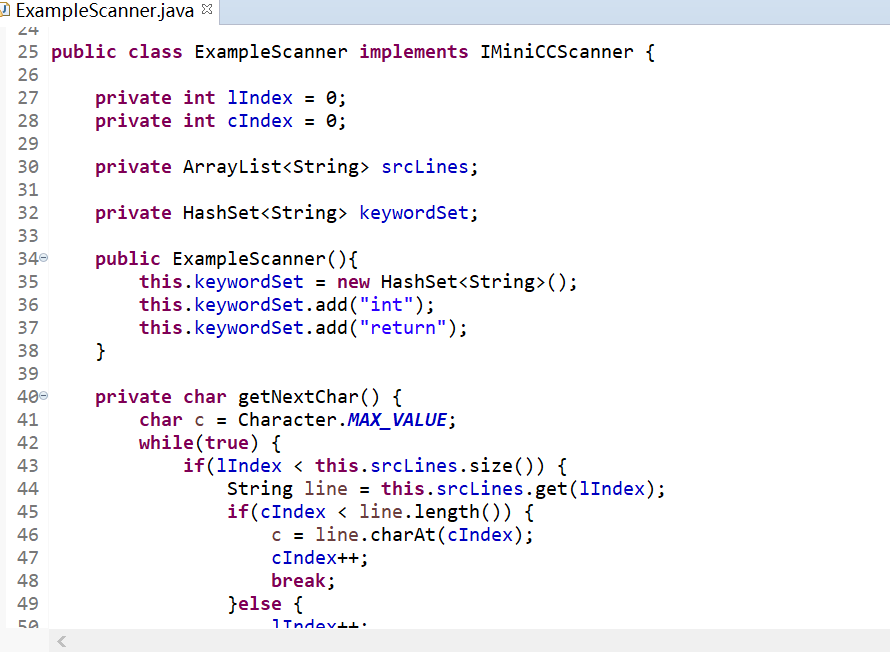 ExampleScanner.java
24
25 public class ExampleScanner implements IMiniCCScanner {
26
27     private int lIndex = 0;
28     private int cIndex = 0;
29
30     private ArrayList<String> srcLines;
31
32     private HashSet<String> keywordSet;
33
34     public ExampleScanner(){
35         this.keywordSet = new HashSet<String>();
36         this.keywordSet.add("int");
37         this.keywordSet.add("return");
38     }
39
40     private char getNextChar() {
41         char c = Character.MAX_VALUE;
42         while(true) {
43             if(lIndex < this.srcLines.size()) {
44                 String line = this.srcLines.get(lIndex);
45                 if(cIndex < line.length()) {
46                     c = line.charAt(cIndex);
47                     cIndex++;
48                     break;
49                 }else {
50                     lIndex++;